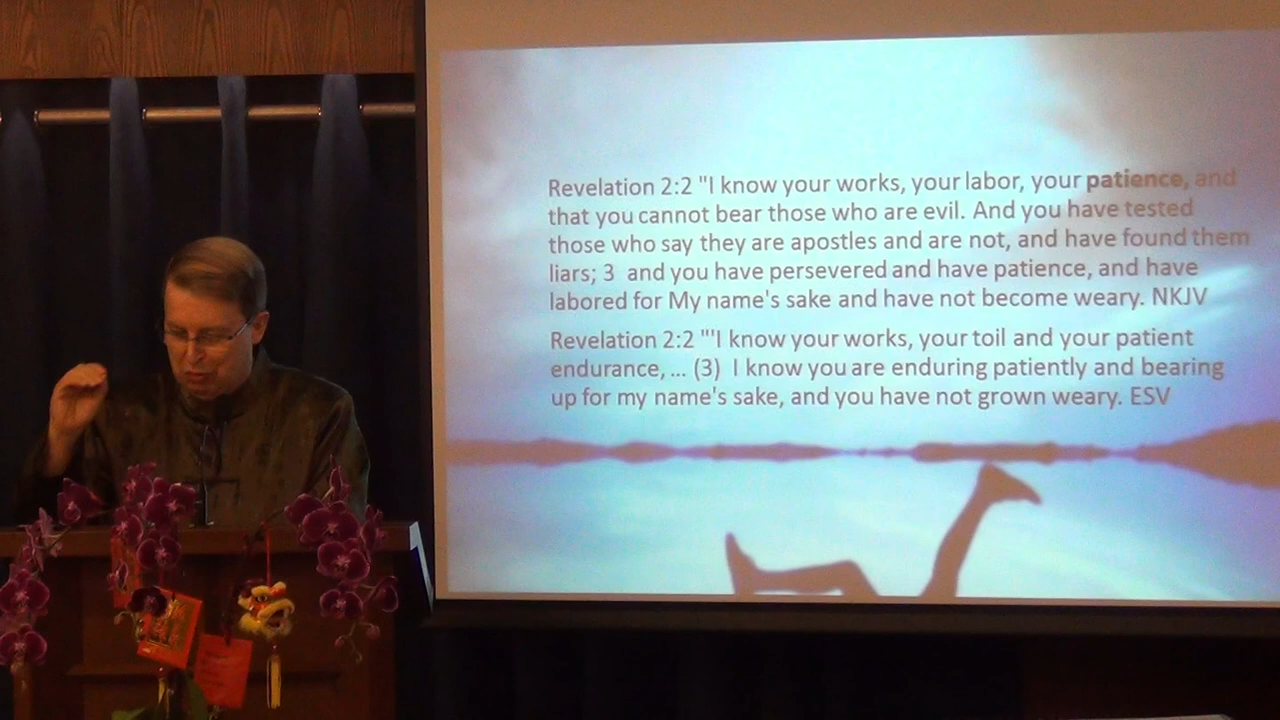 Revelation 2:2 "I know your works, your labor, your patience, and
that you cannot bear those who are evil. And you have tested
those who say they are apostles and are not, and have found them
liars; 3 and you have persevered and have patience, and have
labored for My name's sake and have not become weary. NKJV
Revelation 2:2 "'I know your works, your toil and your patient
endurance, ... (3) I know you are enduring patiently and bearing
up for my name's sake, and you have not grown weary. ESV